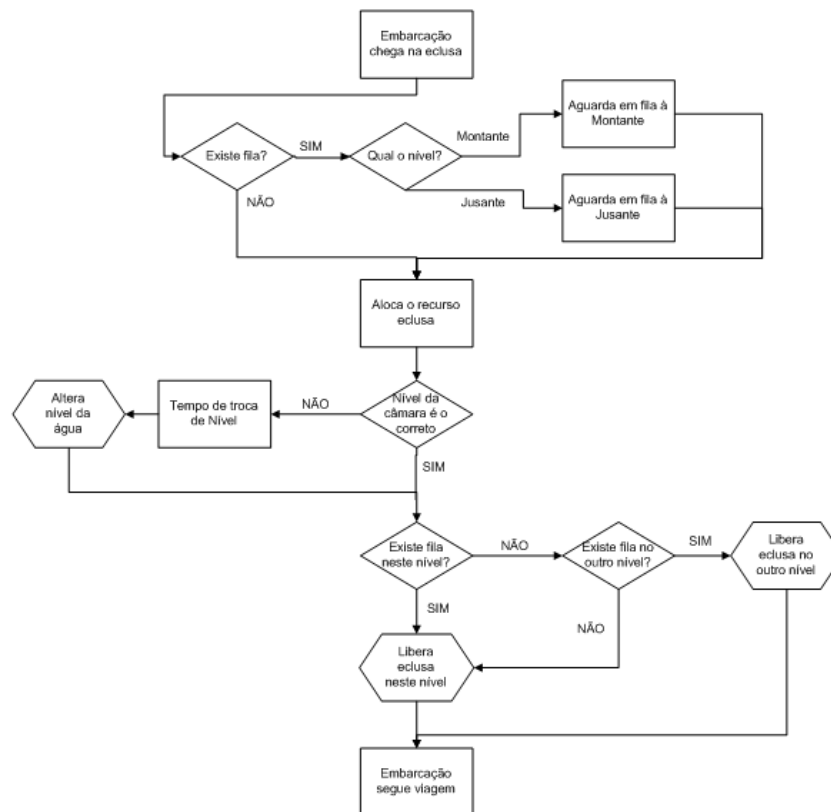 Embarcação
chega na eclusa
Existe fila?
SIM
Qual o nível?
Montante
Aguarda em fila à
Montante
NÃO
Jusante
Aguarda em fila à
Jusante
Aloca o recurso
eclusa
Altera
nível da
água
Tempo de troca
de Nível
NÃO
Nível da
câmara é o
correto
SIM
Existe fila
neste nível?
NÃO
Existe fila no
outro nível?
SIM
Libera
eclusa no
outro nível
SIM
NÃO
Libera
eclusa
neste nível
Embarcação
segue viagem